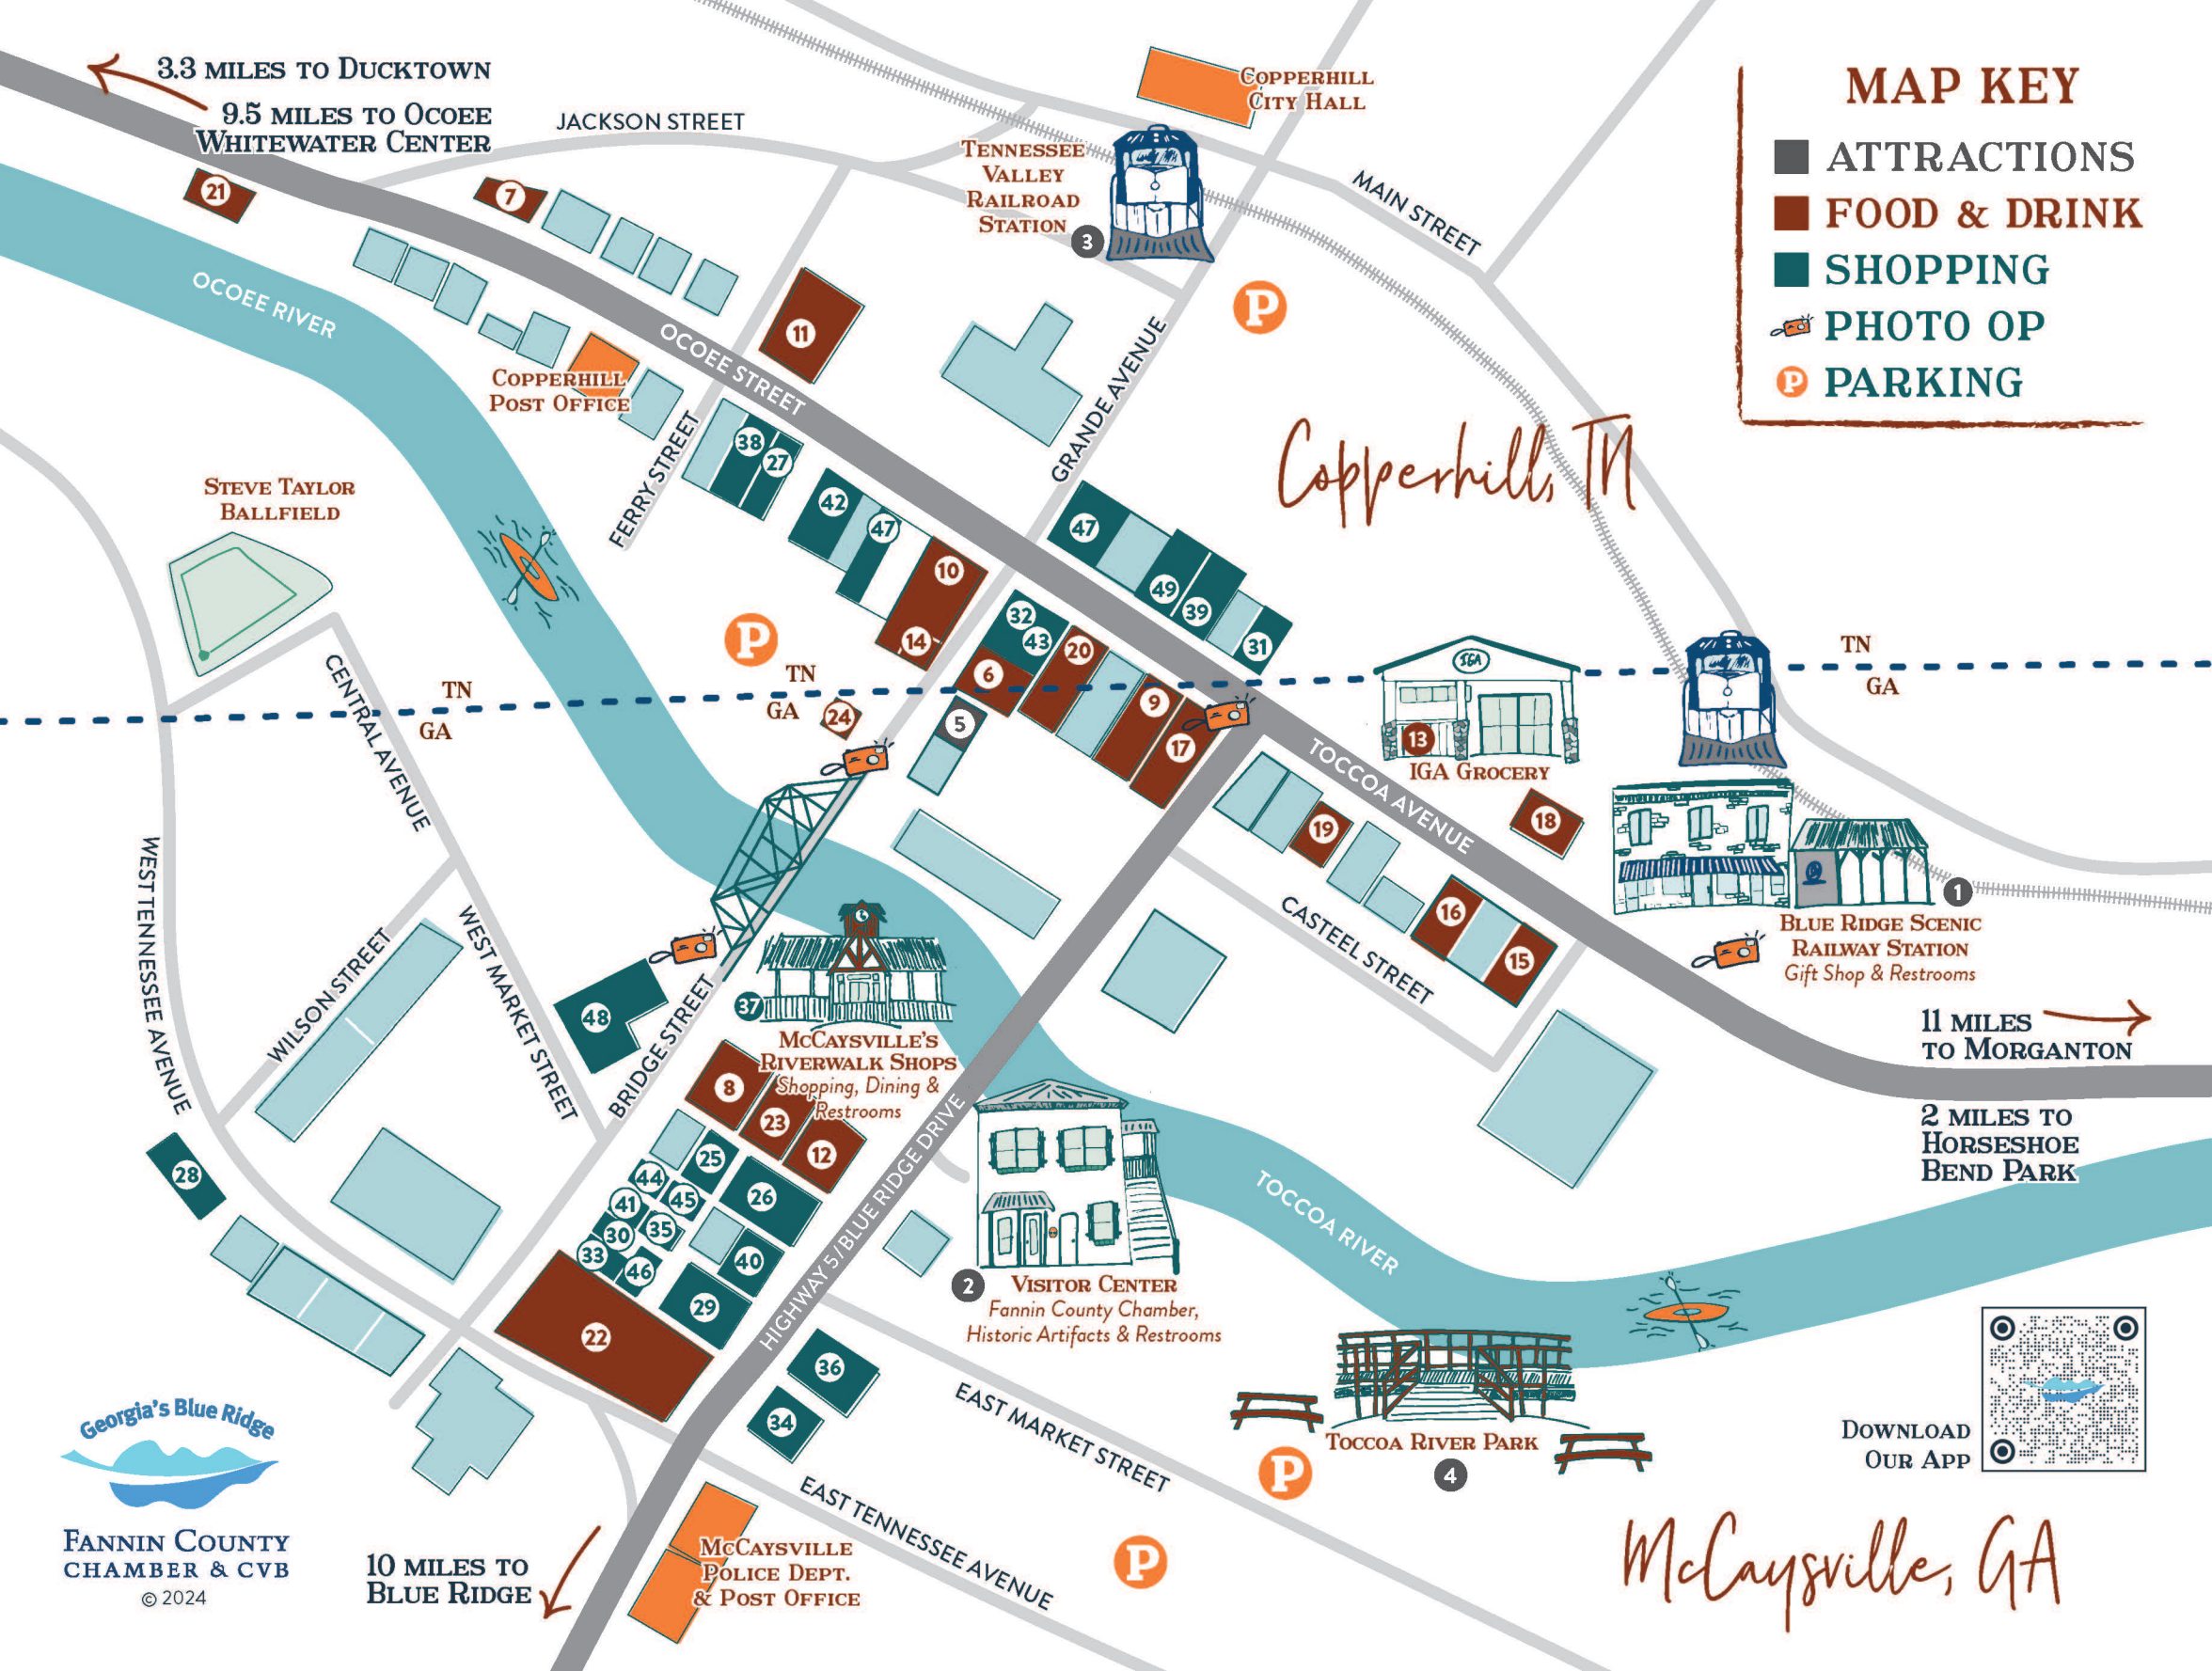 3.3 MILES TO DUCKTOWN
9.5 MILES TO OCOEE
WHITEWATER CENTER
JACKSON STREET
COPPERHILL
CITY HALL
TENNESSEE
VALLEY
RAILROAD
STATION
3
MAIN STREET
MAP KEY
ATTRACTIONS
FOOD & DRINK
SHOPPING
PHOTO OP
P PARKING
21
7
OCOEE RIVER
11
OCOEE STREET
P
GRANDE AVENUE
COPPERHILL
POST OFFICE
FERRY STREET
38
27
42
47
10
14
Copperhill, TN
47
49
39
31
STEVE TAYLOR
BALLFIELD
32
43
20
6
9
17
P
TN
GA
24
5
TN
GA
TN
GA
IGA
13
IGA GROCERY
CENTRAL AVENUE
TOCCOA AVENUE
18
19
16
15
CASTEEL STREET
1
BLUE RIDGE SCENIC
RAILWAY STATION
Gift Shop & Restrooms
WEST TENNESSEE AVENUE
WILSON STREET
WEST MARKET STREET
48
BRIDGE STREET
37
MCCAYSVILLE'S
RIVERWALK SHOPS
Shopping, Dining &
Restrooms
11 MILES
TO MORGANTON
2 MILES TO
HORSESHOE
BEND PARK
8
23
12
28
25
44
45
26
41
35
30
33
46
40
29
22
HIGHWAY 5/BLUE RIDGE DRIVE
2
VISITOR CENTER
Fannin County Chamber,
Historic Artifacts & Restrooms
TOCCOA RIVER
36
34
EAST MARKET STREET
EAST TENNESSEE AVENUE
P
TOCCOA RIVER PARK
4
P
DOWNLOAD
OUR APP
Georgia's Blue Ridge
FANNIN COUNTY
CHAMBER & CVB
© 2024
10 MILES TO
BLUE RIDGE
MCCAYSVILLE
POLICE DEPT.
& POST OFFICE
McCaysville, GA